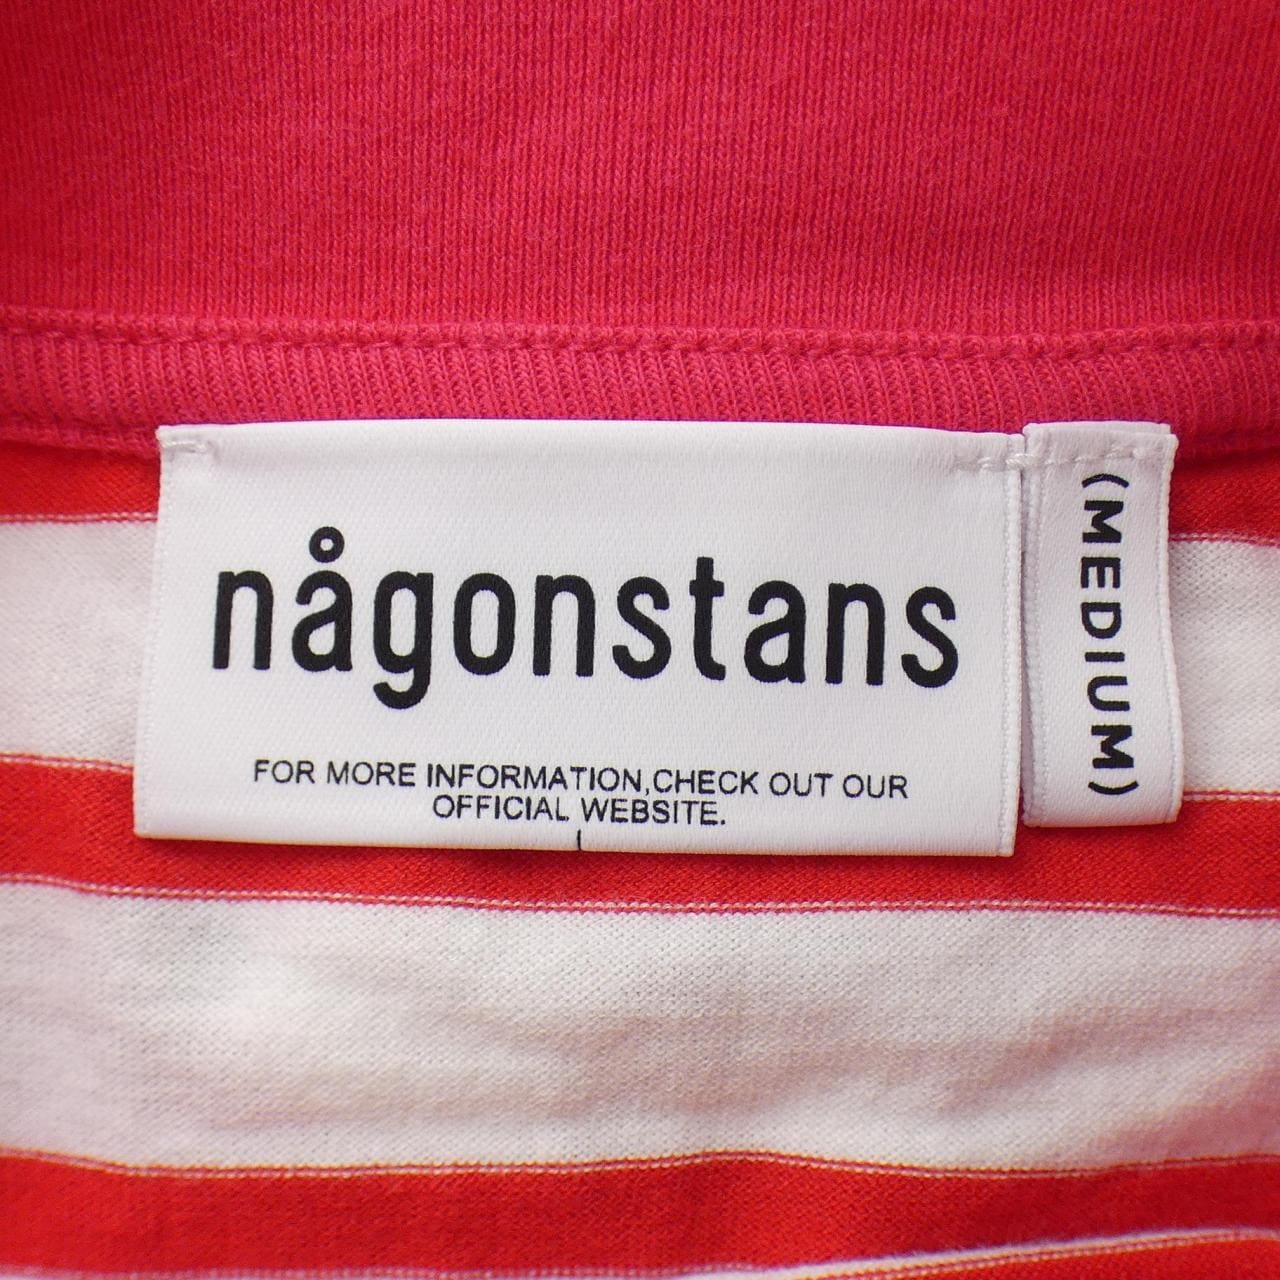 någonstans
FOR MORE INFORMATION,CHECK OUT OUR
OFFICIAL WEBSITE.
(MEDIUM)